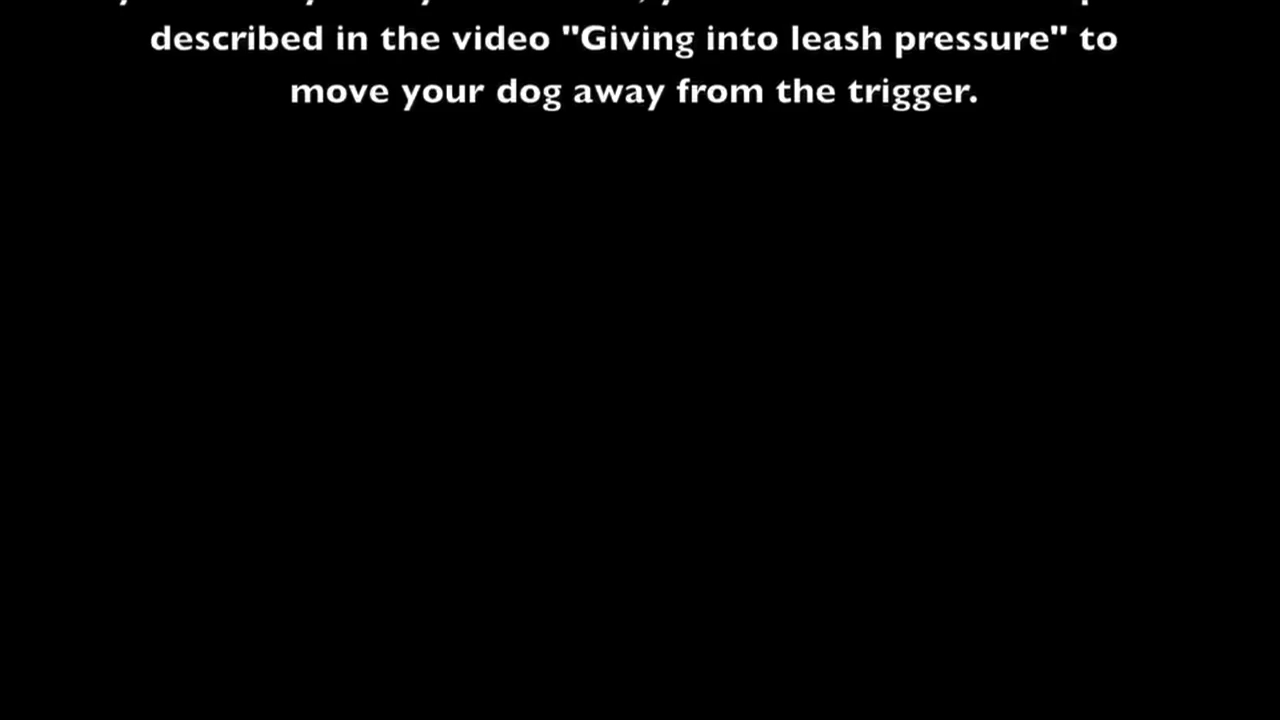 described in the video "Giving into leash pressure" to
move your dog away from the trigger.